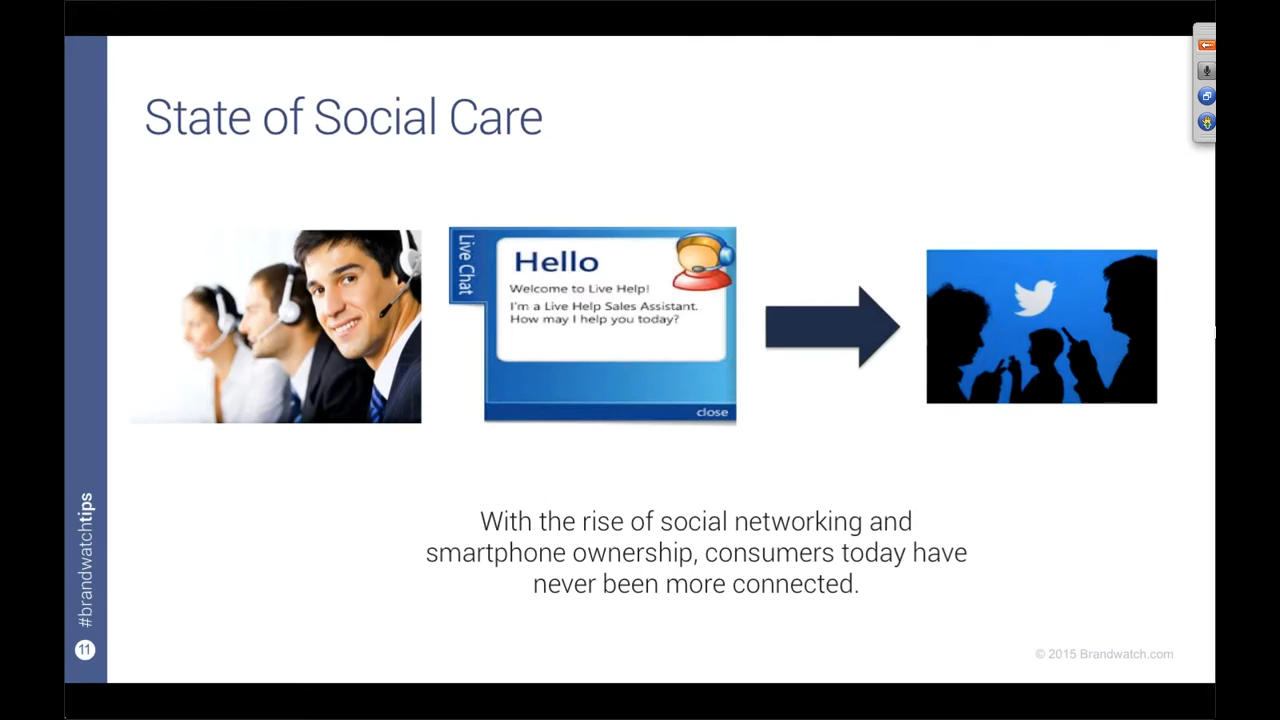 State of Social Care
Live Chat
Hello
Welcome to Live Help!
I'm a Live Help Sales Assistant.
How may I help you today?
close
With the rise of social networking and
smartphone ownership, consumers today have
never been more connected.
#brandwatchtips
11
© 2015 Brandwatch.com